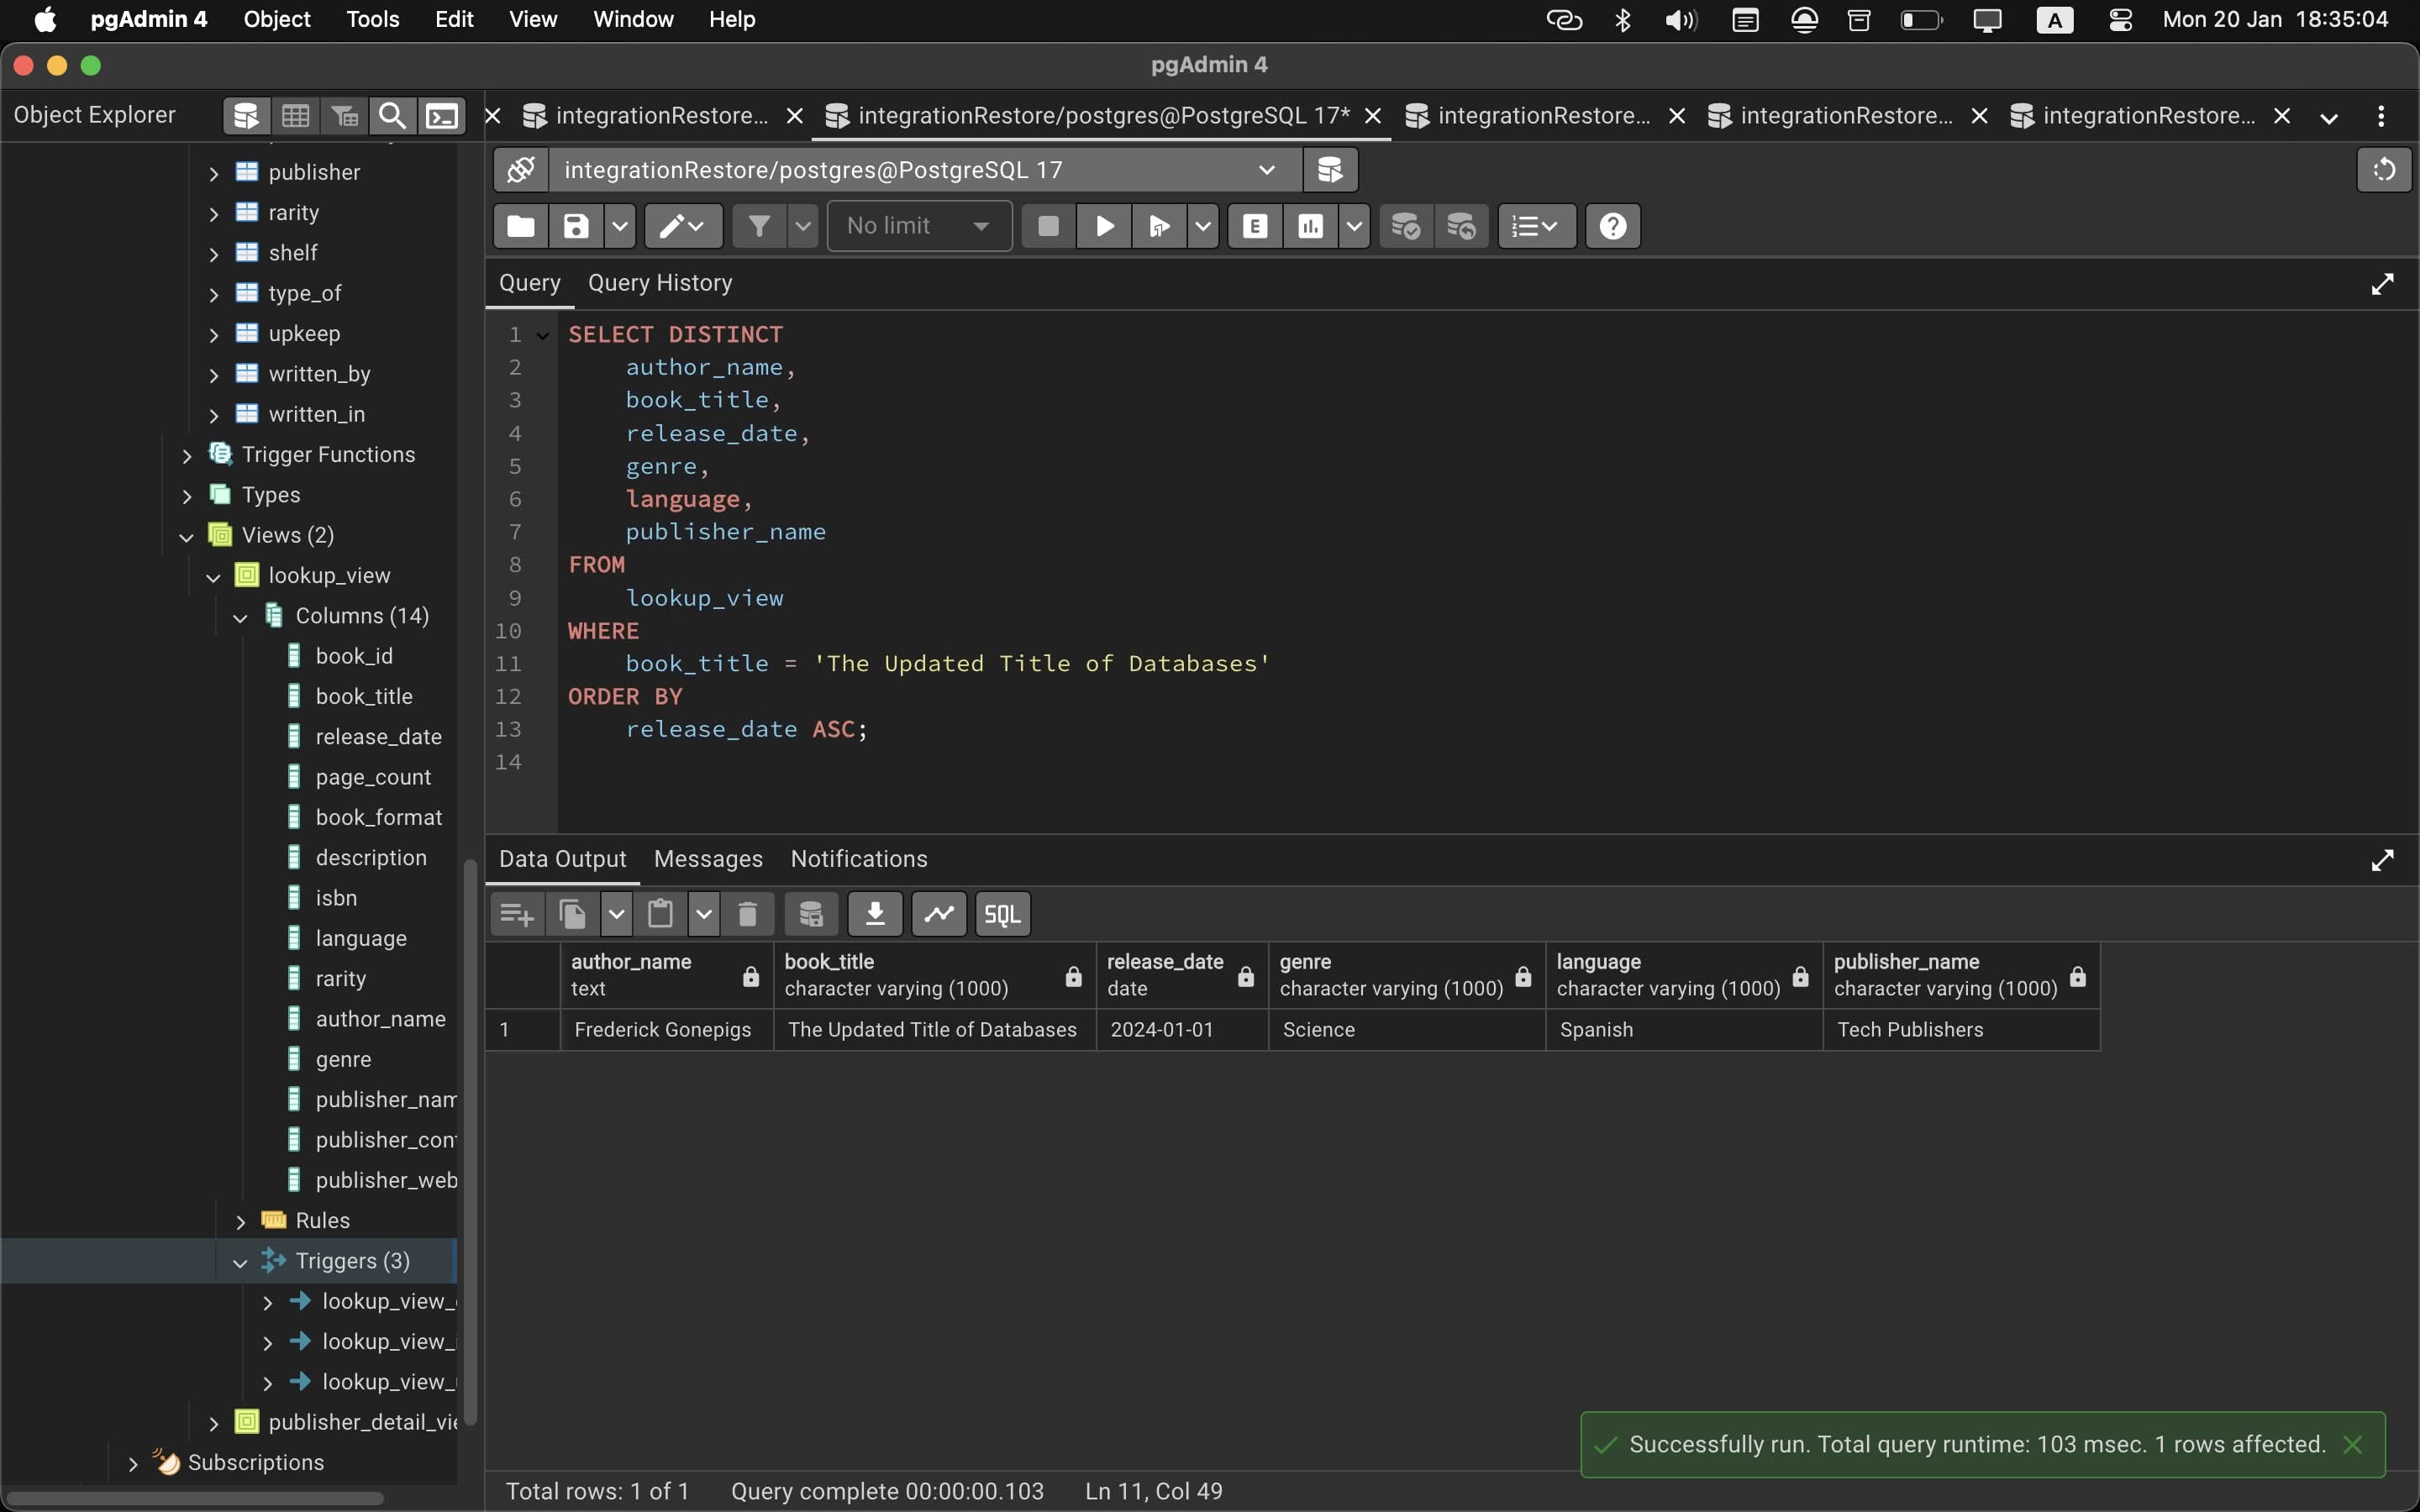 pgAdmin 4 Object Tools Edit View Window Help A Mon 20 Jan 18:35:04
pgAdmin 4
Object Explorer
integrationRestore... integrationRestore/postgres@PostgreSQL 17* integrationRestore... integrationRestore... integrationRestore...
publisher
rarity
shelf
type_of
upkeep
written_by
written_in
Trigger Functions
Types
Views (2)
lookup_view
Columns (14)
book_id
book_title
release_date
page_count
book_format
description
isbn
language
rarity
author_name
genre
publisher_nam
publisher_con
publisher_web
Rules
Triggers (3)
lookup_view_
lookup_view_
lookup_view_
publisher_detail_vie
Subscriptions
integrationRestore/postgres@PostgreSQL 17
No limit E
Query Query History
1 SELECT DISTINCT
2 author_name,
3 book_title,
4 release_date,
5 genre,
6 language,
7 publisher_name
8 FROM
9 lookup_view
10 WHERE
11 book_title = 'The Updated Title of Databases'
12 ORDER BY
13 release_date ASC;
14
Data Output Messages Notifications
SQL
author_name book_title release_date genre language publisher_name
text character varying (1000) date character varying (1000) character varying (1000) character varying (1000)
1 Frederick Gonepigs The Updated Title of Databases 2024-01-01 Science Spanish Tech Publishers
Successfully run. Total query runtime: 103 msec. 1 rows affected.
Total rows: 1 of 1 Query complete 00:00:00.103 Ln 11, Col 49